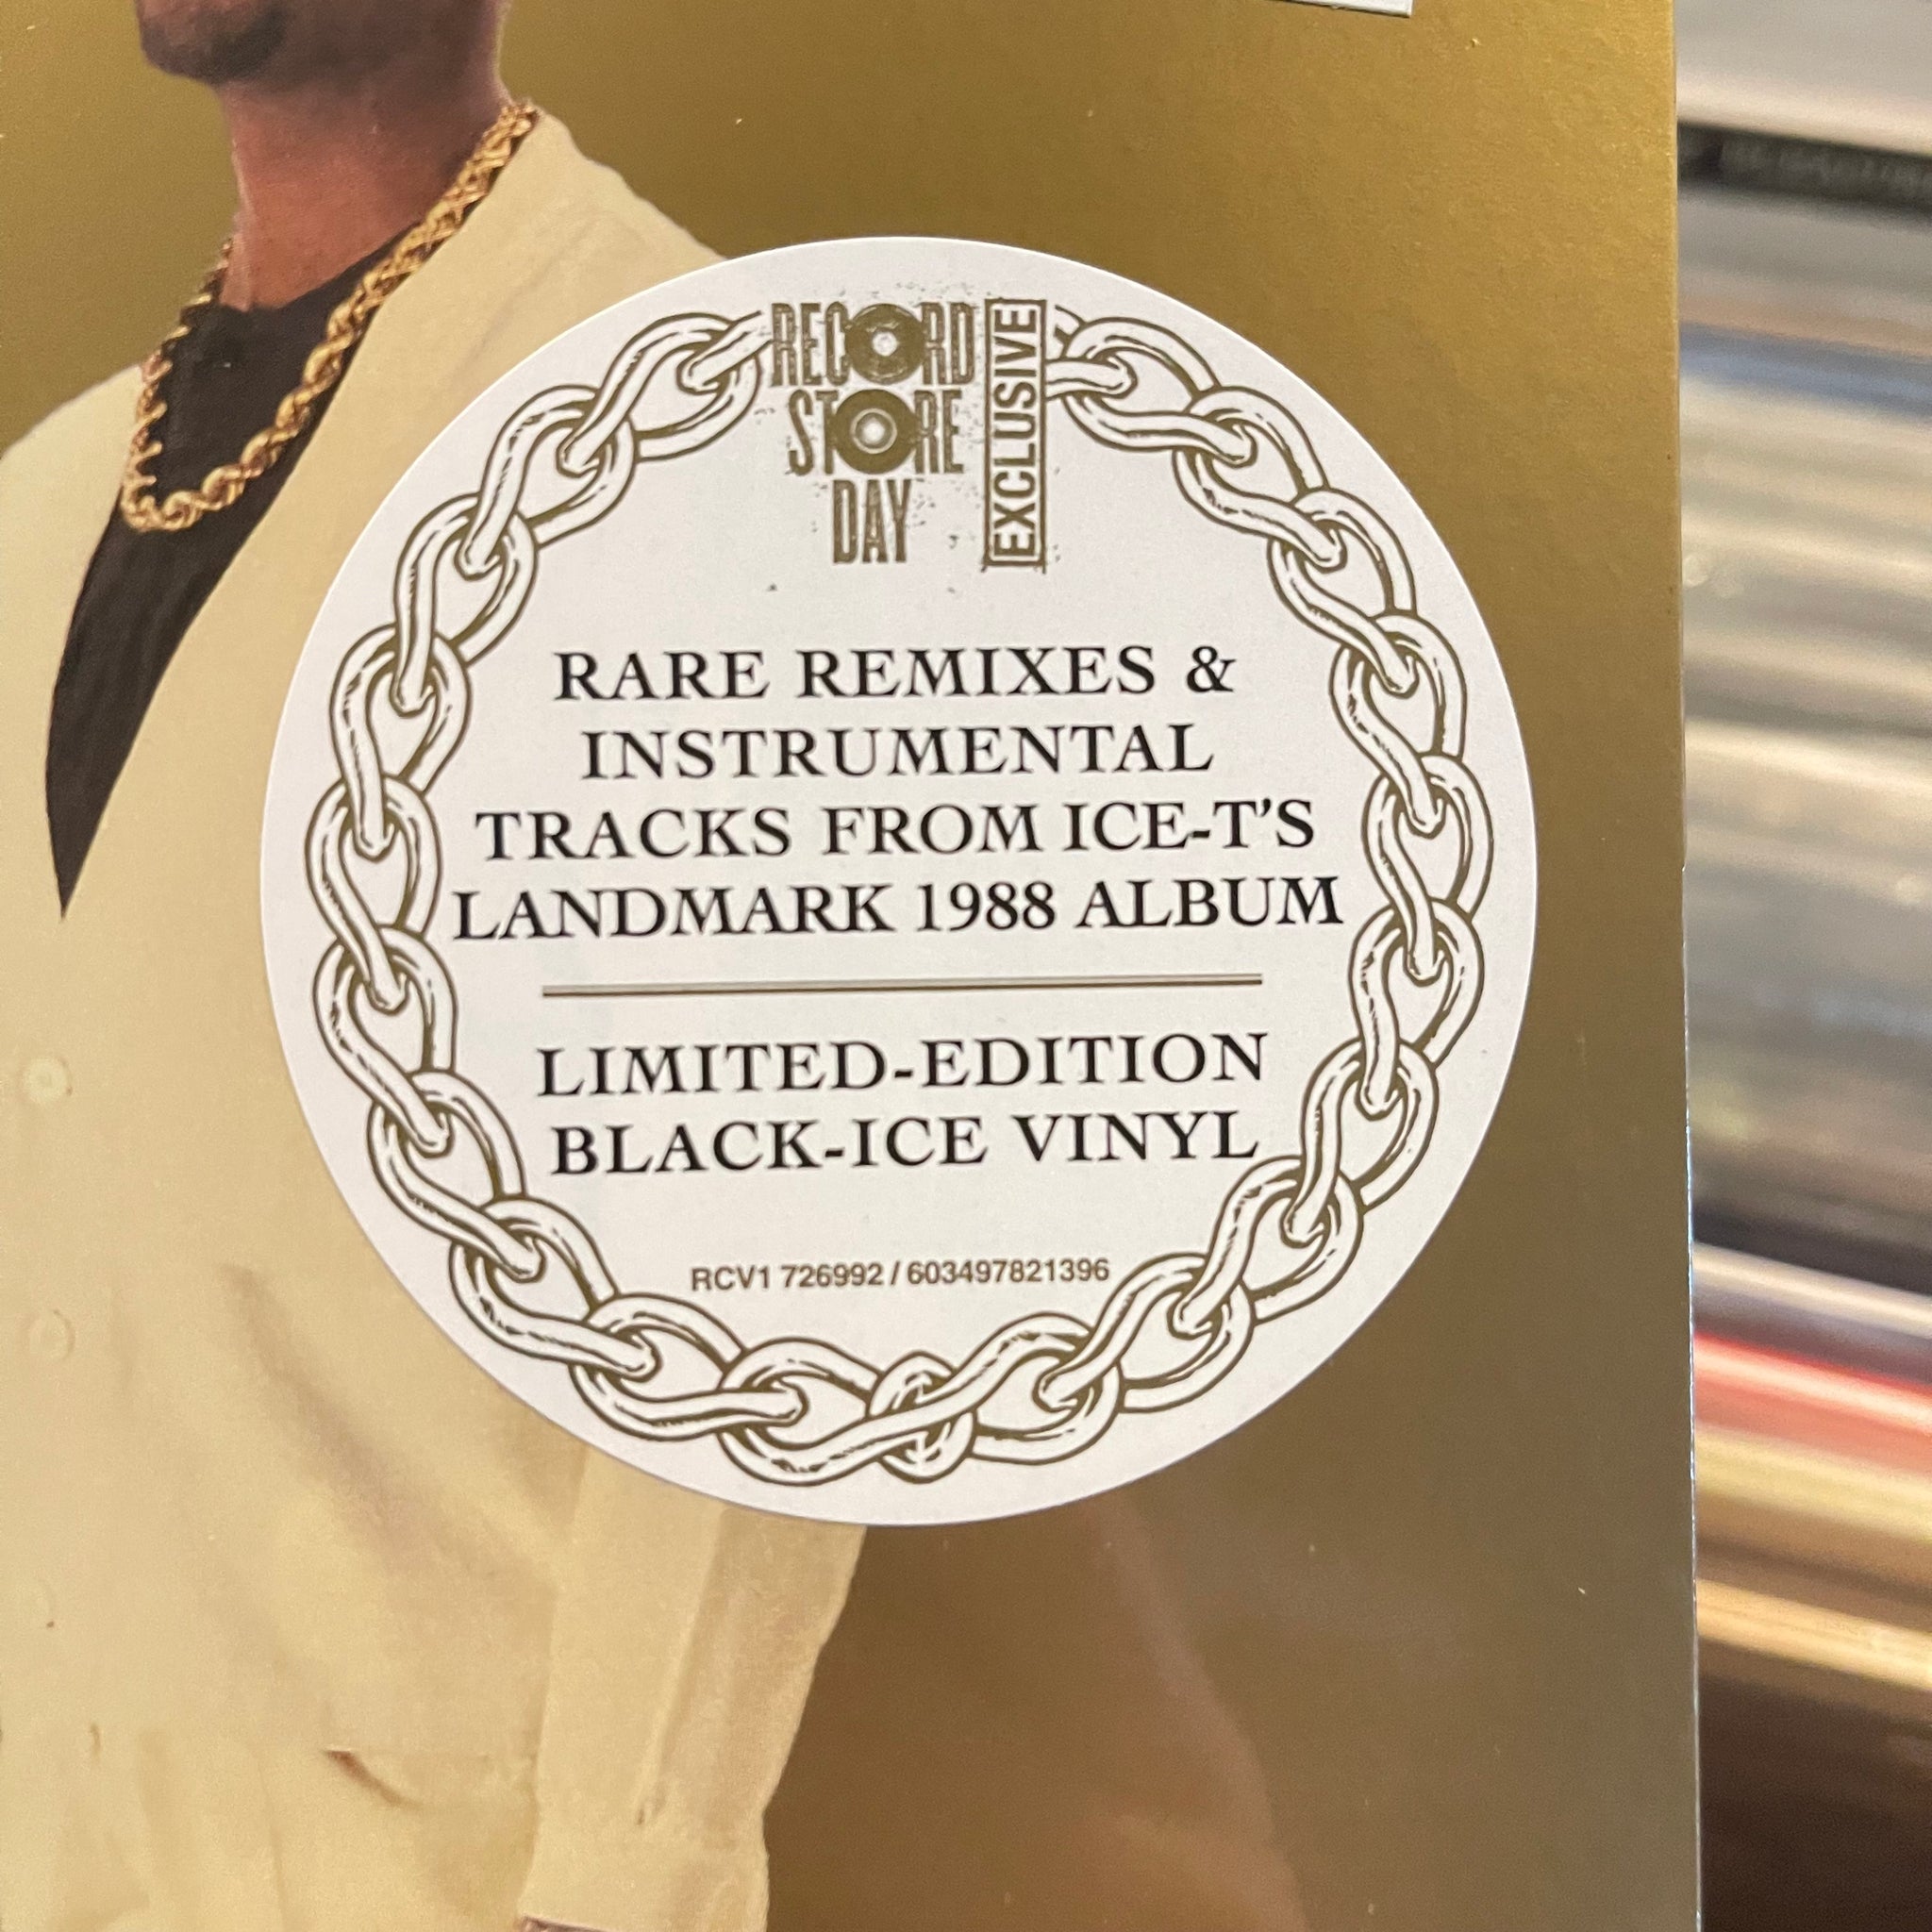 RECORD
STORE
DAY
EXCLUSIVE
RARE REMIXES &
INSTRUMENTAL
TRACKS FROM ICE-T'S
LANDMARK 1988 ALBUM
LIMITED-EDITION
BLACK-ICE VINYL
RCV1 726992 / 603497821396